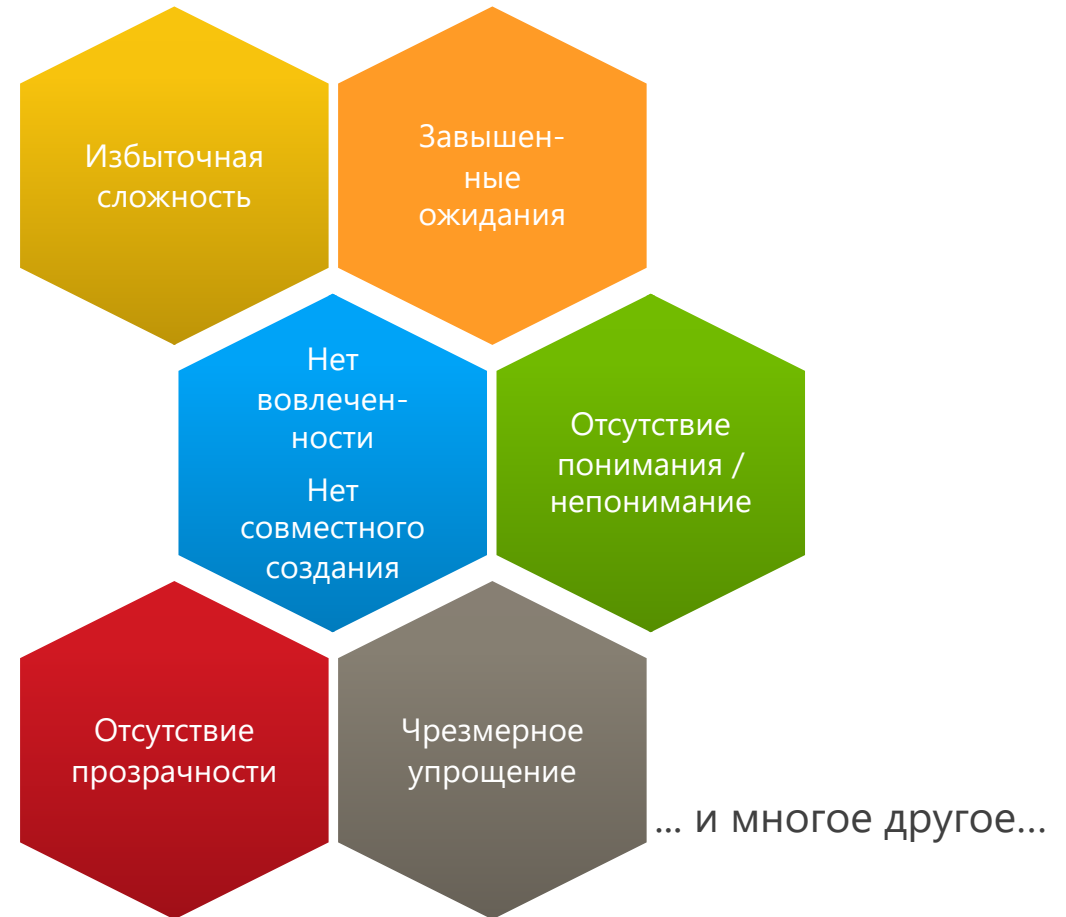 Избыточная
сложность
Завышен-
ные
ожидания
Нет
вовлечен-
ности
Нет
совместного
создания
Отсутствие
понимания /
непонимание
Отсутствие
прозрачности
Чрезмерное
упрощение
... и многое другое...